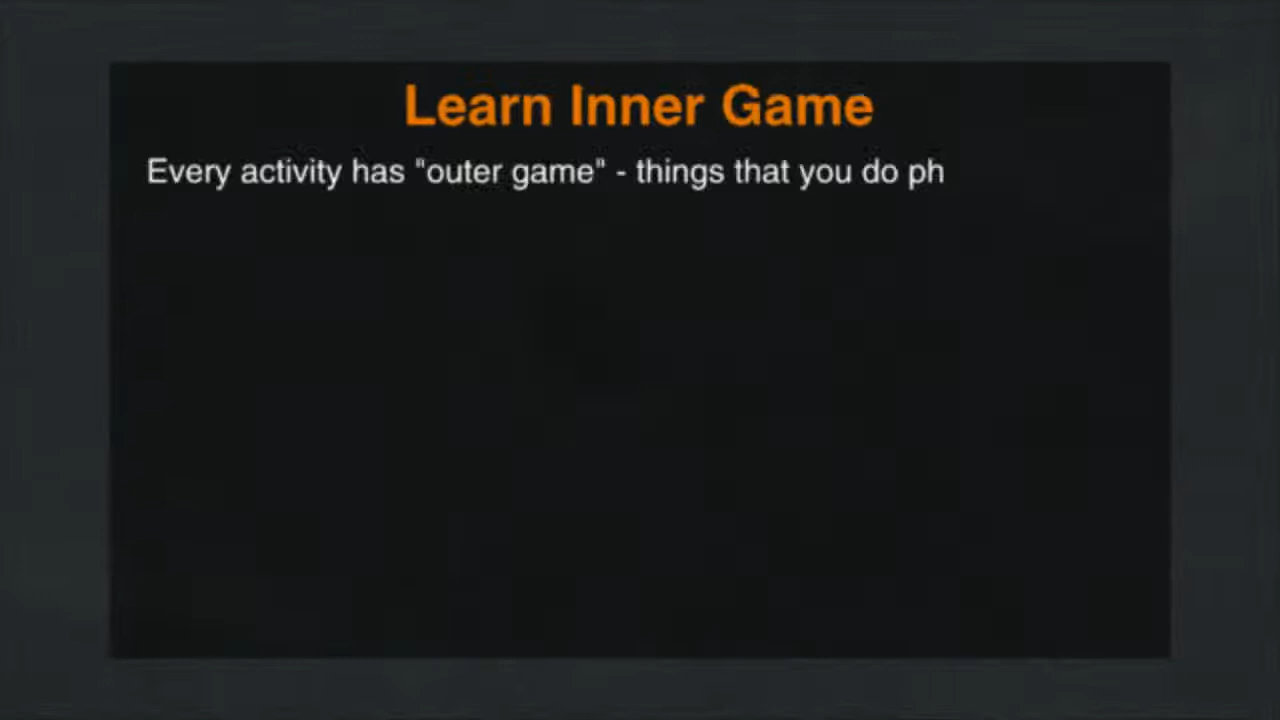 Learn Inner Game
Every activity has "outer game" - things that you do ph